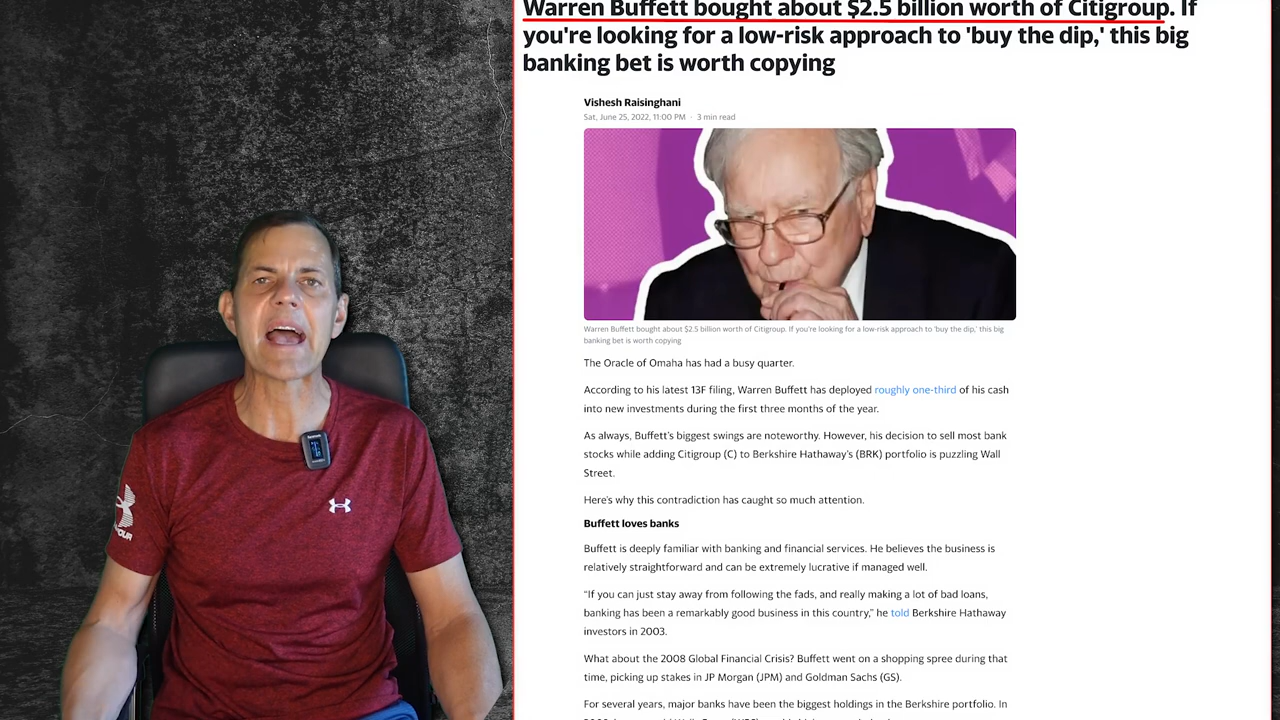 Warren Buffett bought about $2.5 billion worth of Citigroup. If
you're looking for a low-risk approach to 'buy the dip,' this big
banking bet is worth copying
Vishesh Raisinghani
Sat, June 25, 2022, 11:00 PM · 3 min read
Warren Buffett bought about $2.5 billion worth of Citigroup. If you're looking for a low-risk approach to 'buy the dip,' this big
banking bet is worth copying
The Oracle of Omaha has had a busy quarter.
According to his latest 13F filing, Warren Buffett has deployed roughly one-third of his cash
into new investments during the first three months of the year.
As always, Buffett's biggest swings are noteworthy. However, his decision to sell most bank
stocks while adding Citigroup (C) to Berkshire Hathaway's (BRK) portfolio is puzzling Wall
Street.
Here's why this contradiction has caught so much attention.
Buffett loves banks
Buffett is deeply familiar with banking and financial services. He believes the business is
relatively straightforward and can be extremely lucrative if managed well.
"If you can just stay away from following the fads, and really making a lot of bad loans,
banking has been a remarkably good business in this country," he told Berkshire Hathaway
investors in 2003.
What about the 2008 Global Financial Crisis? Buffett went on a shopping spree during that
time, picking up stakes in JP Morgan (JPM) and Goldman Sachs (GS).
For several years, major banks have been the biggest holdings in the Berkshire portfolio. In